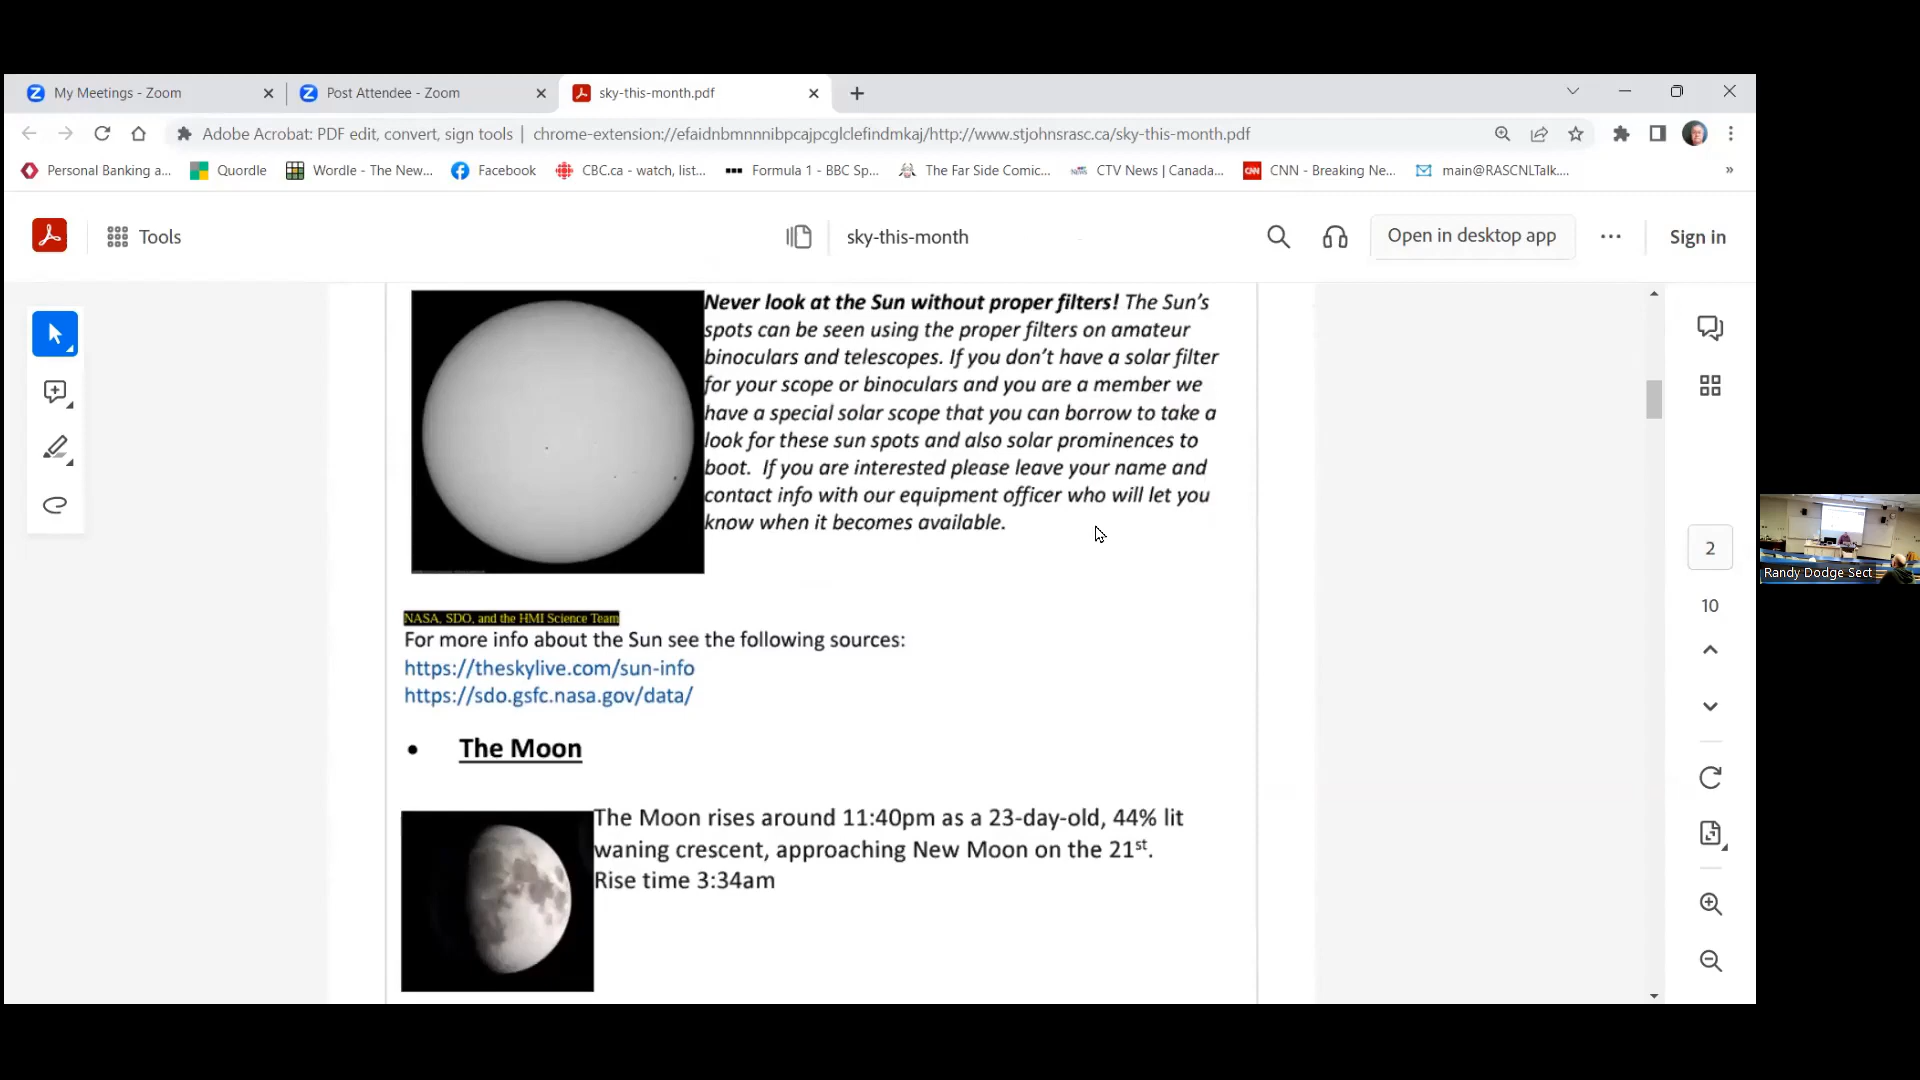 My Meetings - Zoom
Post Attendee - Zoom
sky-this-month.pdf
Adobe Acrobat: PDF edit, convert, sign tools | chrome-extension://efaidnbmnnnibpcajpcglclefindmkaj/http://www.stjohnsrasc.ca/sky-this-month.pdf
Personal Banking a...
Quordle
Wordle - The New...
Facebook
CBC.ca - watch, list...
Formula 1 - BBC Sp...
The Far Side Comic...
CTV News | Canada...
CNN - Breaking Ne...
main@RASCNLTalk....
»
Tools
sky-this-month
Open in desktop app
Sign in
Never look at the Sun without proper filters! The Sun's
spots can be seen using the proper filters on amateur
binoculars and telescopes. If you don't have a solar filter
for your scope or binoculars and you are a member we
have a special solar scope that you can borrow to take a
look for these sun spots and also solar prominences to
boot.  If you are interested please leave your name and
contact info with our equipment officer who will let you
know when it becomes available.
2
Randy Dodge Sect
10
NASA, SDO, and the HMI Science Team
For more info about the Sun see the following sources:
https://theskylive.com/sun-info
https://sdo.gsfc.nasa.gov/data/
• The Moon
The Moon rises around 11:40pm as a 23-day-old, 44% lit
waning crescent, approaching New Moon on the 21st.
Rise time 3:34am